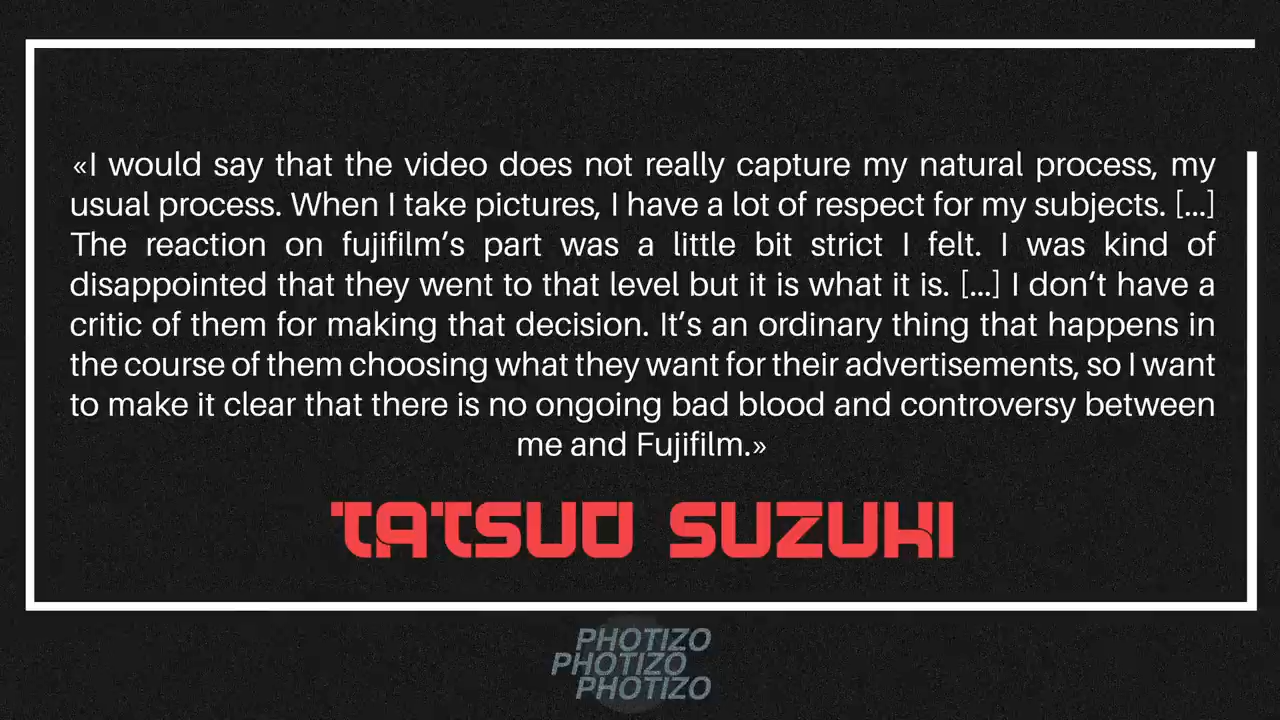 «I would say that the video does not really capture my natural process, my
usual process. When I take pictures, I have a lot of respect for my subjects. [...]
The reaction on fujifilm’s part was a little bit strict I felt. I was kind of
disappointed that they went to that level but it is what it is. [...] I don’t have a
critic of them for making that decision. It’s an ordinary thing that happens in
the course of them choosing what they want for their advertisements, so I want
to make it clear that there is no ongoing bad blood and controversy between
me and Fujifilm.»
TATSUO SUZUKI
PHOTIZO
PHOTIZO
PHOTIZO